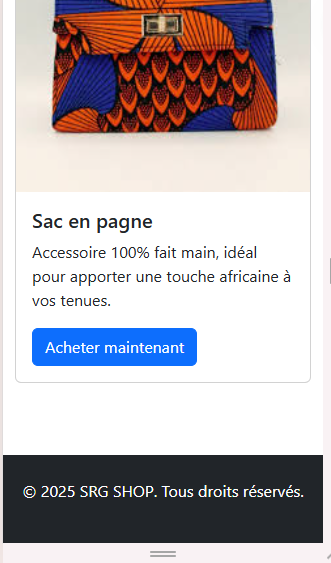 Sac en pagne
Accessoire 100% fait main, idéal
pour apporter une touche africaine à
vos tenues.
Acheter maintenant
© 2025 SRG SHOP. Tous droits réservés.